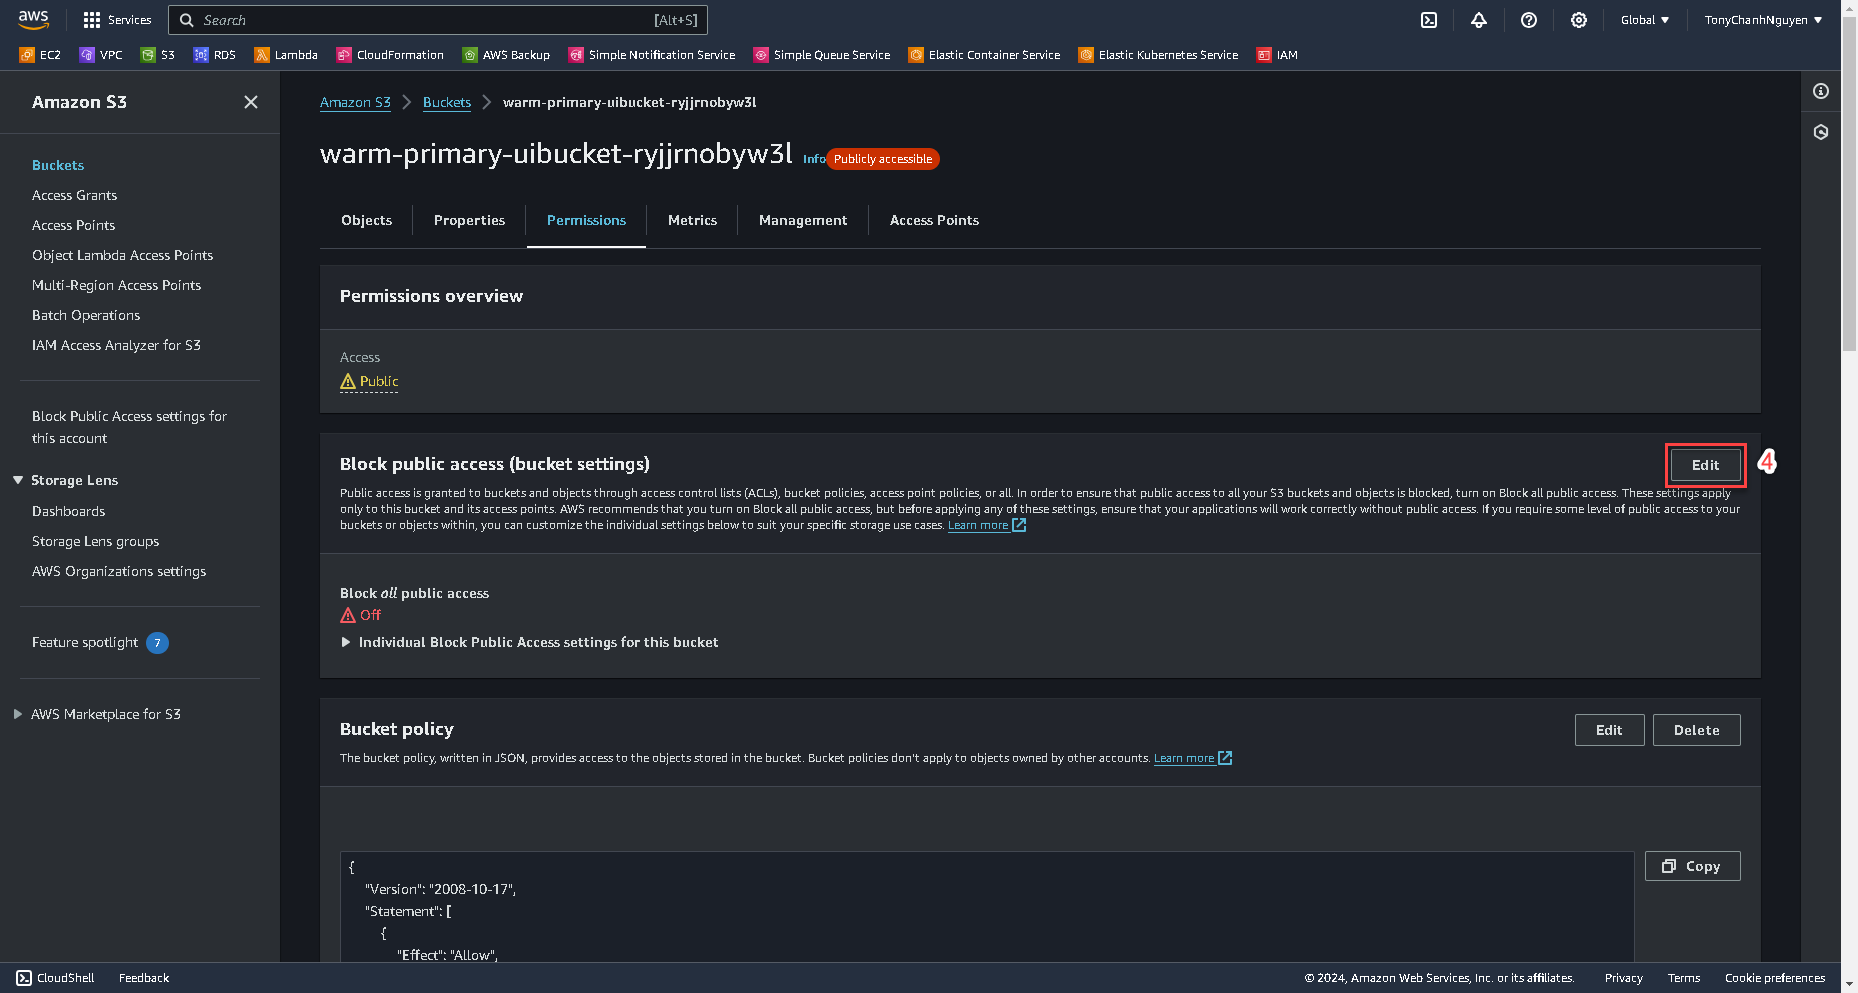 aws
Services
Search
[Alt+S]
Global
TonyChanhNguyen
EC2
VPC
S3
RDS
Lambda
CloudFormation
AWS Backup
Simple Notification Service
Simple Queue Service
Elastic Container Service
Elastic Kubernetes Service
IAM
Amazon S3
Buckets
Access Grants
Access Points
Object Lambda Access Points
Multi-Region Access Points
Batch Operations
IAM Access Analyzer for S3
Block Public Access settings for
this account
Storage Lens
Dashboards
Storage Lens groups
AWS Organizations settings
Feature spotlight 7
AWS Marketplace for S3
Amazon S3 > Buckets > warm-primary-uibucket-ryjjrnobyw3l
warm-primary-uibucket-ryjjrnobyw3l Info Publicly accessible
Objects
Properties
Permissions
Metrics
Management
Access Points
Permissions overview
Access
Public
Block public access (bucket settings)
Edit
4
Public access is granted to buckets and objects through access control lists (ACLs), bucket policies, access point policies, or all. In order to ensure that public access to all your S3 buckets and objects is blocked, turn on Block all public access. These settings apply
only to this bucket and its access points. AWS recommends that you turn on Block all public access, but before applying any of these settings, ensure that your applications will work correctly without public access. If you require some level of public access to your
buckets or objects within, you can customize the individual settings below to suit your specific storage use cases. Learn more
Block all public access
Off
Individual Block Public Access settings for this bucket
Bucket policy
Edit
Delete
The bucket policy, written in JSON, provides access to the objects stored in the bucket. Bucket policies don't apply to objects owned by other accounts. Learn more
Copy
{
"Version": "2008-10-17",
"Statement": [
{
"Effect": "Allow",
CloudShell
Feedback
© 2024, Amazon Web Services, Inc. or its affiliates.
Privacy
Terms
Cookie preferences